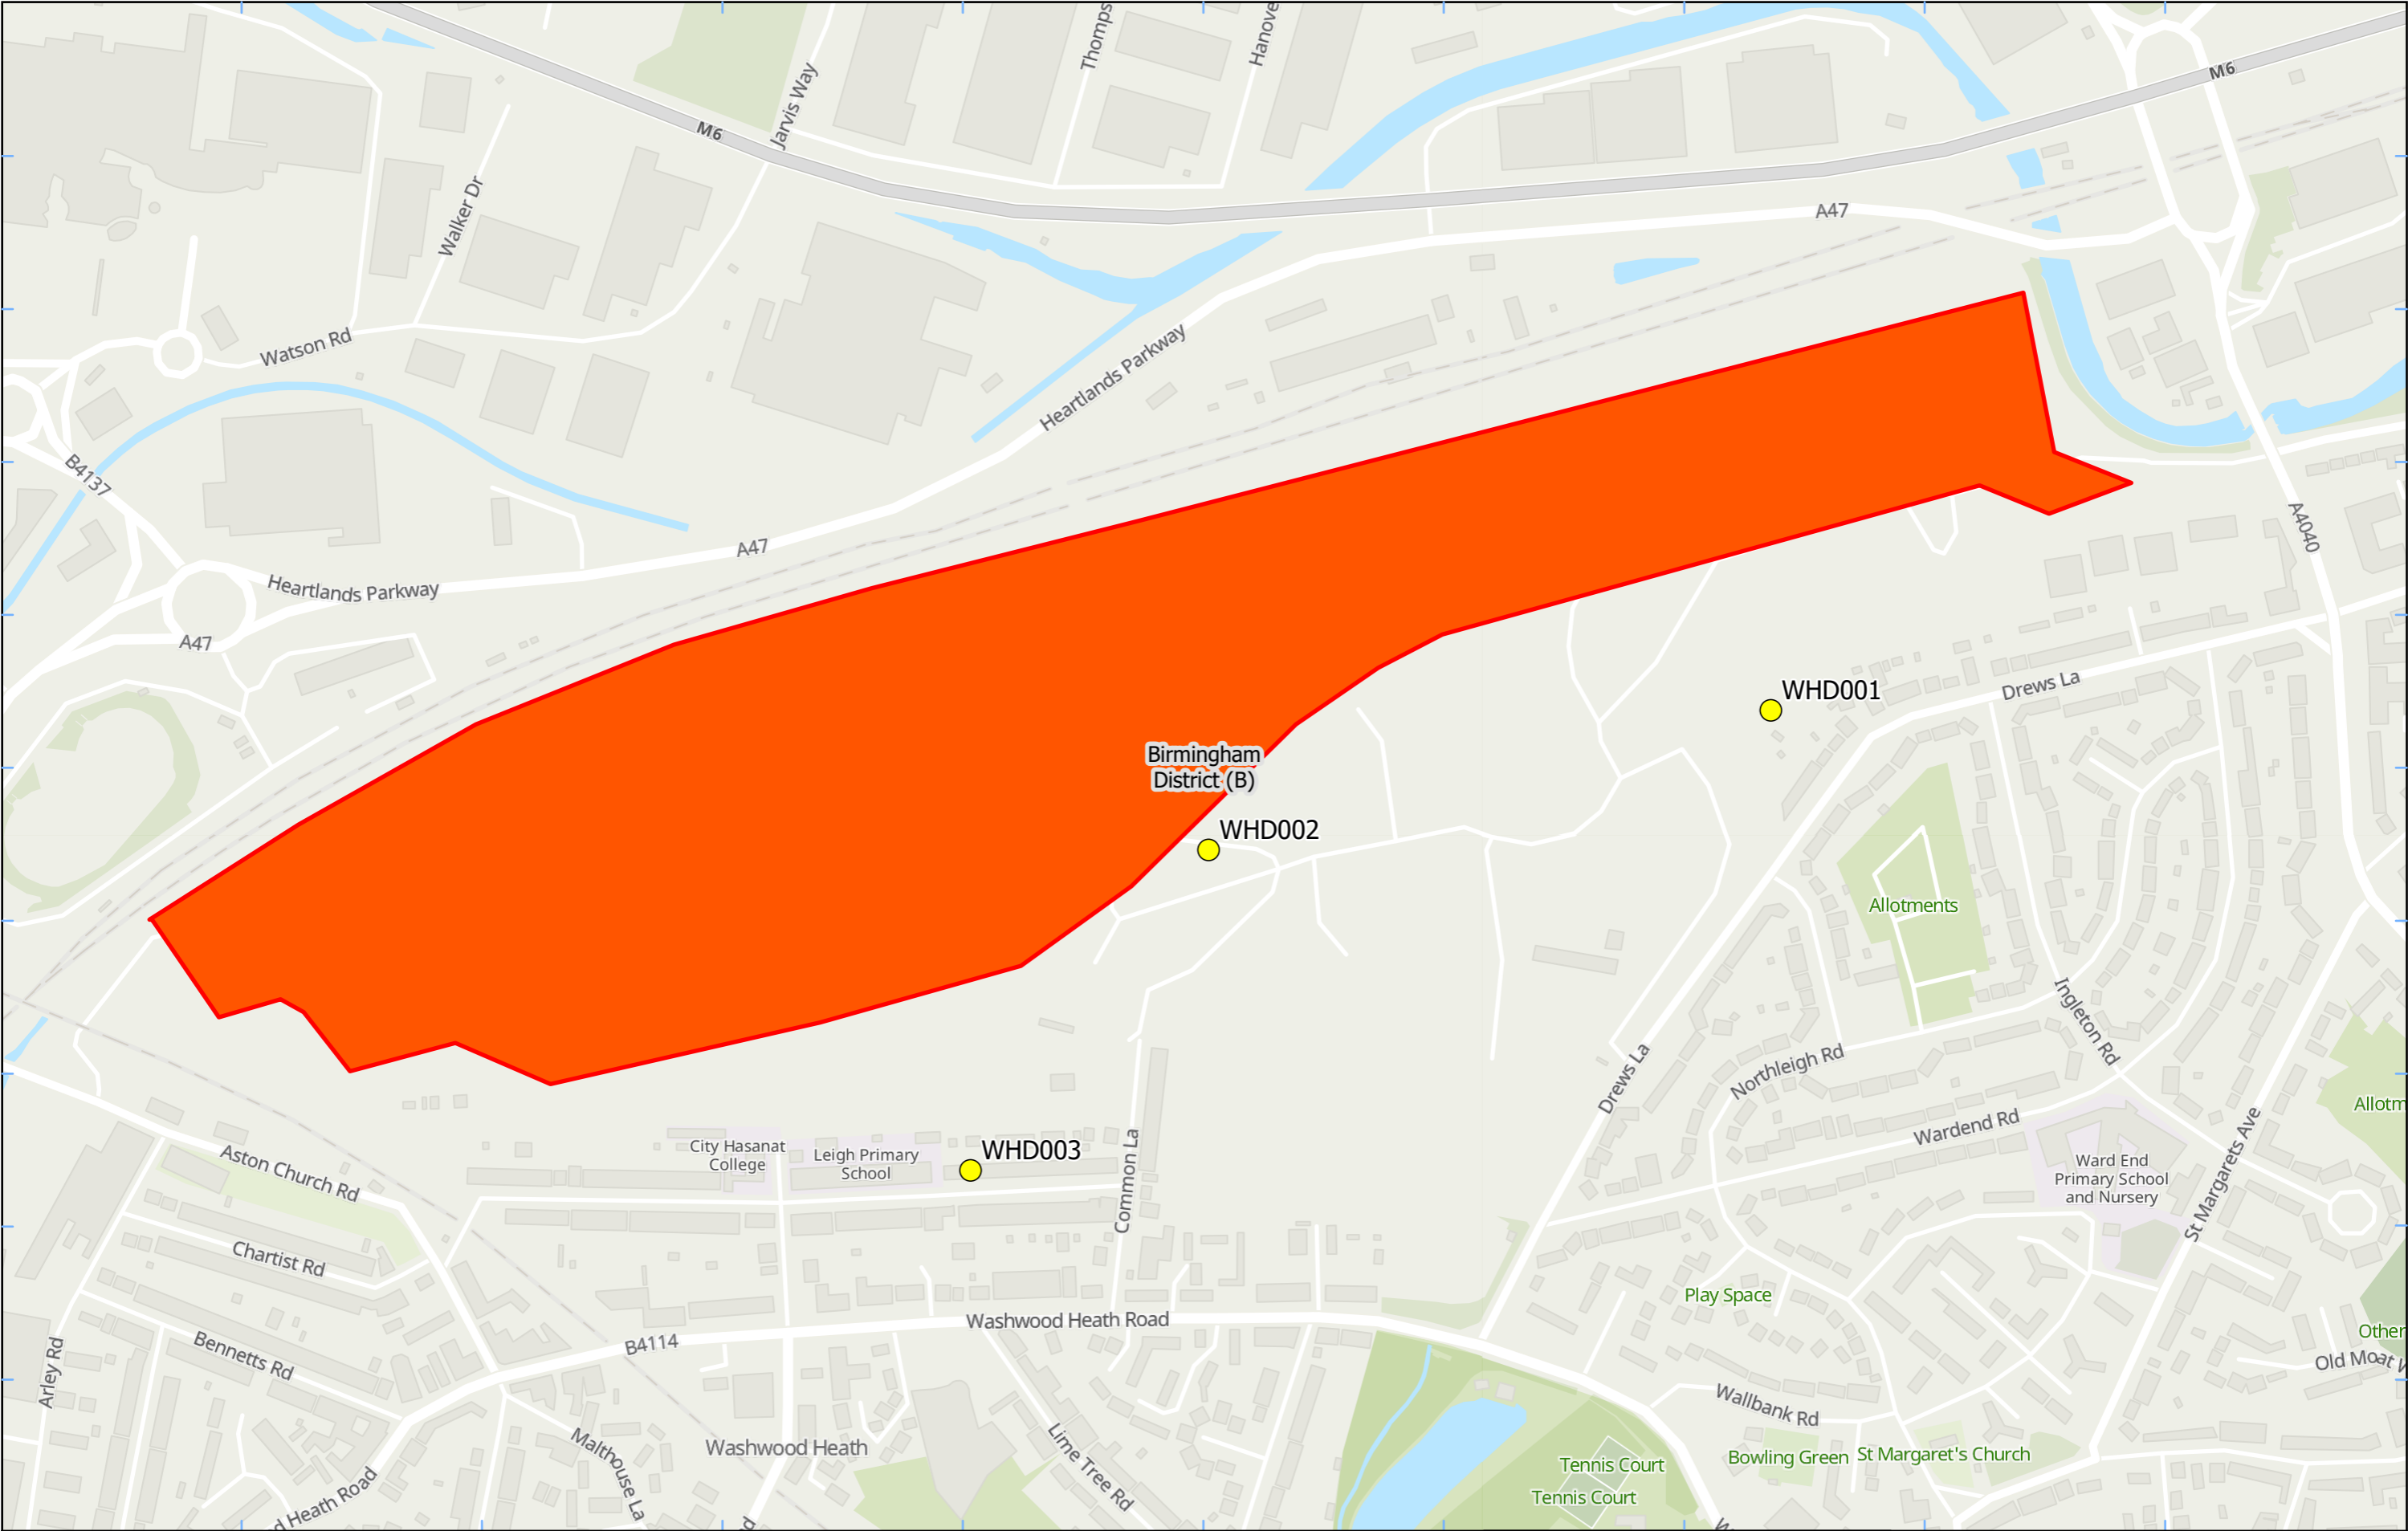 Thomps
Hanove
M6
Jarvis Way
M6
Walker Dr
A47
Watson Rd
Heartlands Parkway
B4137
A47
A4040
Heartlands Parkway
A47
WHD001
Drews La
Birmingham
District (B)
WHD002
Allotments
Ingleton Rd
Northleigh Rd
Drews La
Allotm
Wardend Rd
City Hasanat
College
Leigh Primary
School
WHD003
Common La
Aston Church Rd
Ward End
Primary School
and Nursery
St Margarets Ave
Chartist Rd
Play Space
Washwood Heath Road
B4114
Bennetts Rd
Arley Rd
Other
Old Moat W
Wallbank Rd
Washwood Heath
Malthouse La
Lime Tree Rd
Tennis Court
Bowling Green
St Margaret's Church
Tennis Court
d Heath Road
d
W